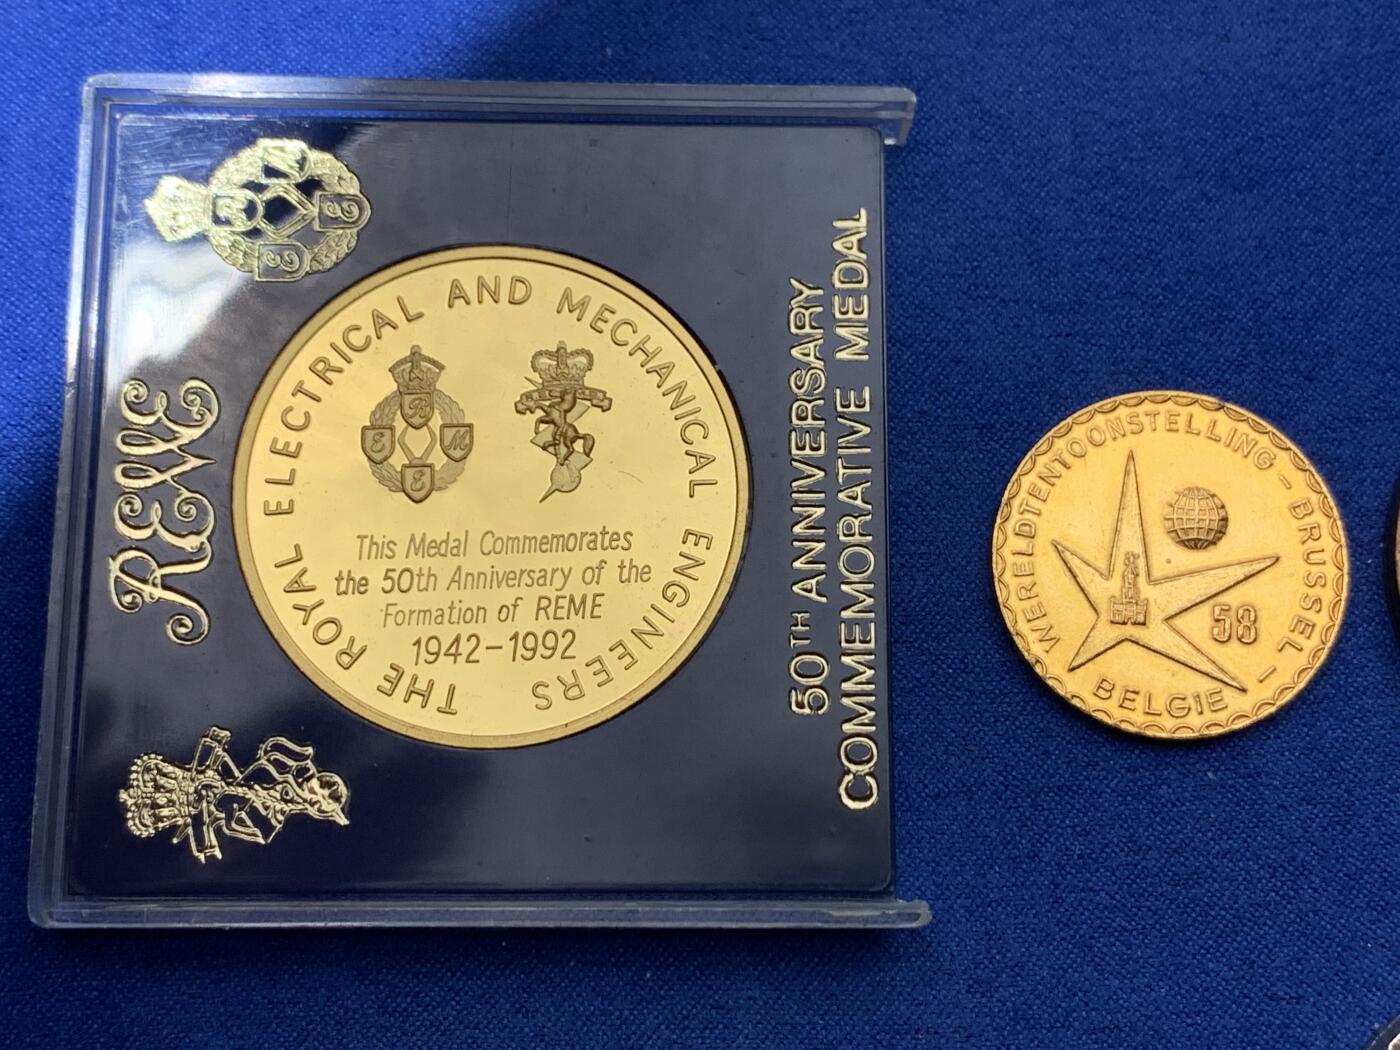 REME
THE ROYAL ELECTRICAL AND MECHANICAL ENGINEERS
R
E M
E
This Medal Commemorates
the 50th Anniversary of the
Formation of REME
1942-1992
50TH ANNIVERSARY
COMMEMORATIVE MEDAL
WERELDTENTOONSTELLING - BRUSSEL -
58
BELGIE